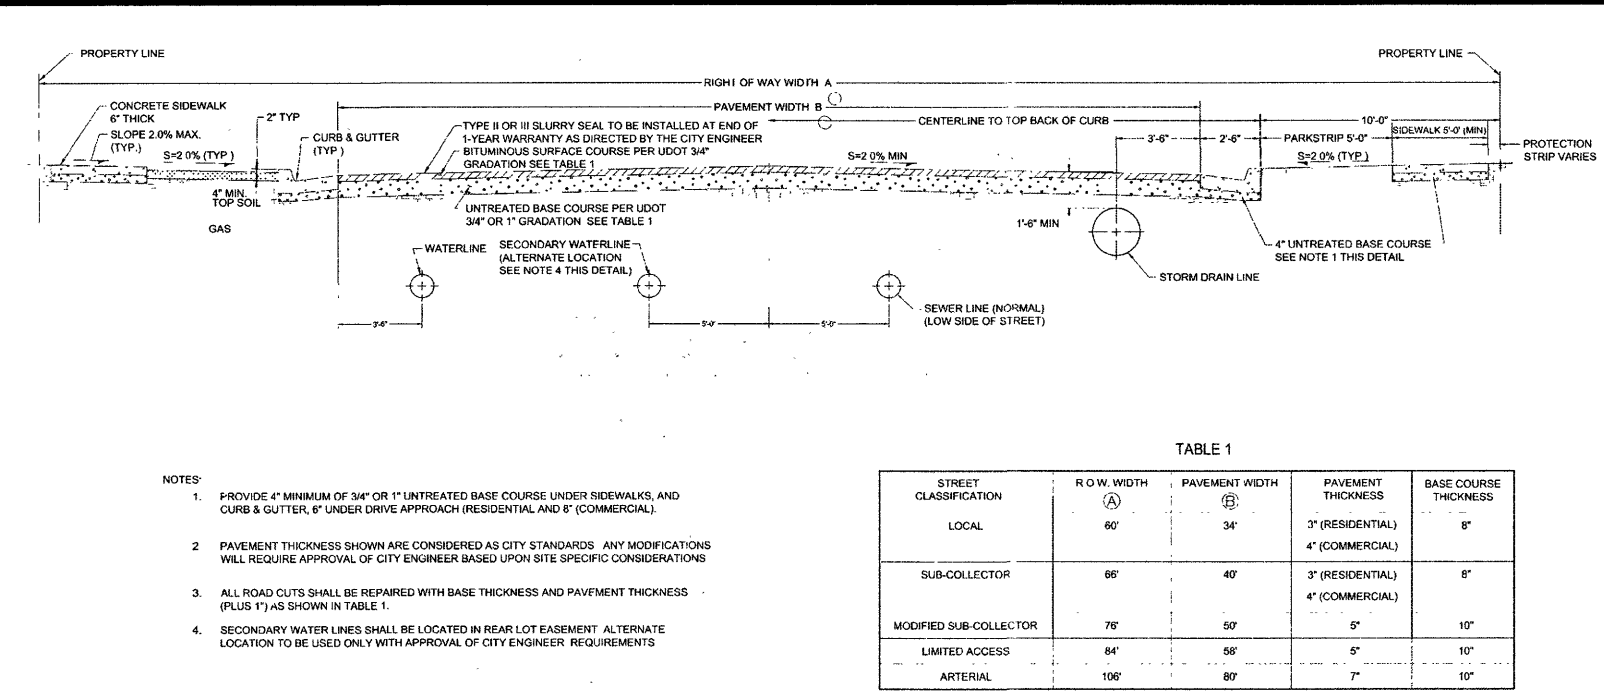 PROPERTY LINE
PROPERTY LINE
RIGHT OF WAY WIDTH A
PAVEMENT WIDTH B
CONCRETE SIDEWALK
6" THICK
SLOPE 2.0% MAX.
(TYP.)
S=2 0% (TYP )
2" TYP
CURB & GUTTER
(TYP )
TYPE II OR III SLURRY SEAL TO BE INSTALLED AT END OF
1-YEAR WARRANTY AS DIRECTED BY THE CITY ENGINEER
BITUMINOUS SURFACE COURSE PER UDOT 3/4"
GRADATION SEE TABLE 1
CENTERLINE TO TOP BACK OF CURB
10'-0"
3'-6"
2'-6"
PARKSTRIP 5'-0"
SIDEWALK 5'-0' (MIN)
S=2 0% MIN
S=2 0% (TYP )
PROTECTION
STRIP VARIES
4" MIN.
TOP SOIL
GAS
UNTREATED BASE COURSE PER UDOT
3/4" OR 1" GRADATION SEE TABLE 1
1'-6" MIN
WATERLINE
SECONDARY WATERLINE
(ALTERNATE LOCATION
SEE NOTE 4 THIS DETAIL)
4" UNTREATED BASE COURSE
SEE NOTE 1 THIS DETAIL
STORM DRAIN LINE
SEWER LINE (NORMAL)
(LOW SIDE OF STREET)
3'-6"
5'-0"
5'-0"
NOTES
1. PROVIDE 4" MINIMUM OF 3/4" OR 1" UNTREATED BASE COURSE UNDER SIDEWALKS, AND
CURB & GUTTER, 6" UNDER DRIVE APPROACH (RESIDENTIAL AND 8" (COMMERCIAL).
2 PAVEMENT THICKNESS SHOWN ARE CONSIDERED AS CITY STANDARDS ANY MODIFICATIONS
WILL REQUIRE APPROVAL OF CITY ENGINEER BASED UPON SITE SPECIFIC CONSIDERATIONS
3. ALL ROAD CUTS SHALL BE REPAIRED WITH BASE THICKNESS AND PAVEMENT THICKNESS
(PLUS 1") AS SHOWN IN TABLE 1.
4. SECONDARY WATER LINES SHALL BE LOCATED IN REAR LOT EASEMENT ALTERNATE
LOCATION TO BE USED ONLY WITH APPROVAL OF CITY ENGINEER REQUIREMENTS
TABLE 1
STREET CLASSIFICATION R O W. WIDTH A PAVEMENT WIDTH B PAVEMENT THICKNESS BASE COURSE THICKNESS
LOCAL 60' 34' 3" (RESIDENTIAL) 8"
4" (COMMERCIAL)
SUB-COLLECTOR 66' 40' 3" (RESIDENTIAL) 8"
4" (COMMERCIAL)
MODIFIED SUB-COLLECTOR 76' 50' 5" 10"
LIMITED ACCESS 84' 58' 5" 10"
ARTERIAL 106' 80' 7" 10"